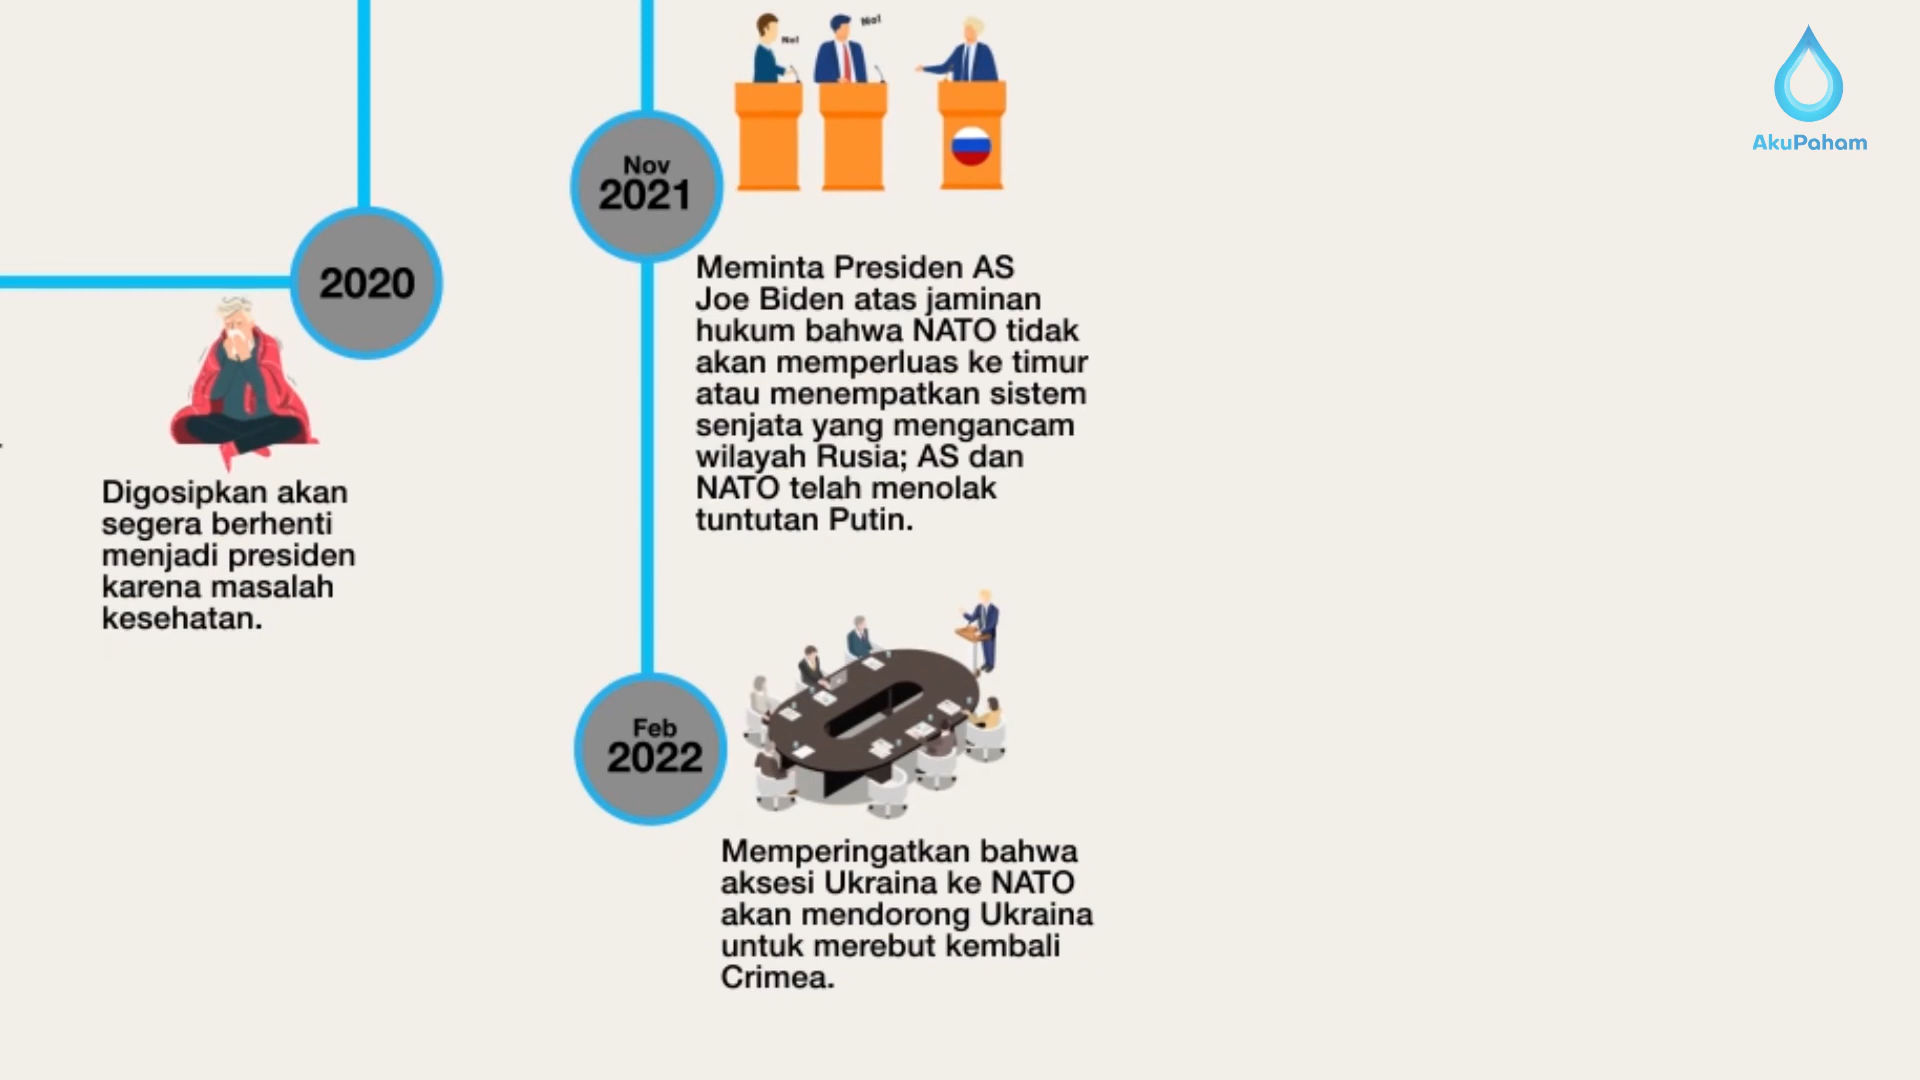 AkuPaham
2020
Digosipkan akan
segera berhenti
menjadi presiden
karena masalah
kesehatan.
No!
No!
Nov
2021
Meminta Presiden AS
Joe Biden atas jaminan
hukum bahwa NATO tidak
akan memperluas ke timur
atau menempatkan sistem
senjata yang mengancam
wilayah Rusia; AS dan
NATO telah menolak
tuntutan Putin.
Feb
2022
Memperingatkan bahwa
aksesi Ukraina ke NATO
akan mendorong Ukraina
untuk merebut kembali
Crimea.